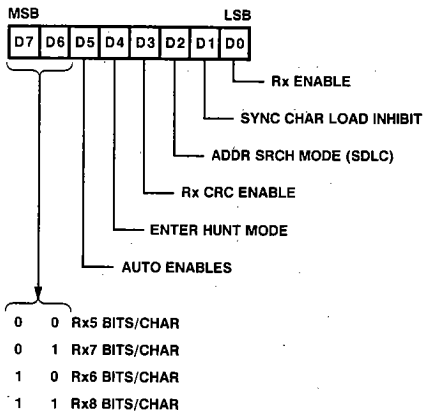 MSB LSB
D7 D6 D5 D4 D3 D2 D1 D0
Rx ENABLE
SYNC CHAR LOAD INHIBIT
ADDR SRCH MODE (SDLC)
Rx CRC ENABLE
ENTER HUNT MODE
AUTO ENABLES
0 0 Rx5 BITS/CHAR
0 1 Rx7 BITS/CHAR
1 0 Rx6 BITS/CHAR
1 1 Rx8 BITS/CHAR